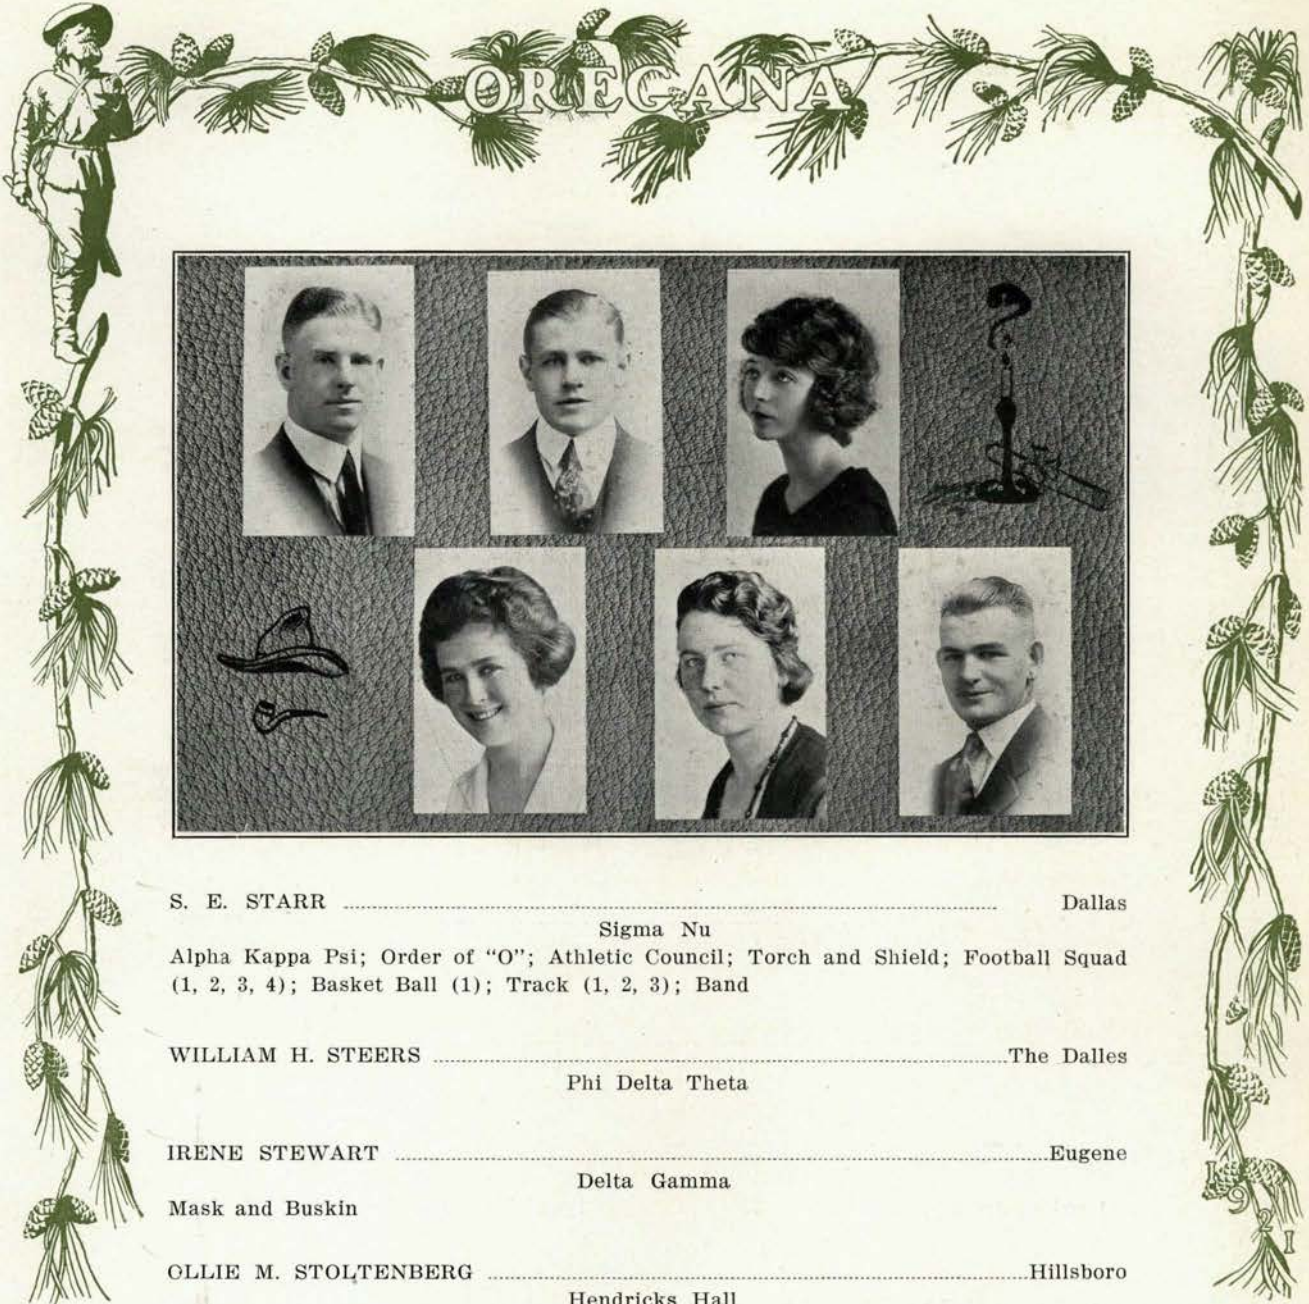 OREGANA
S. E. STARR ........ Dallas
Sigma Nu
Alpha Kappa Psi; Order of "O"; Athletic Council; Torch and Shield; Football Squad
(1, 2, 3, 4); Basket Ball (1); Track (1, 2, 3); Band
WILLIAM H. STEERS ........ The Dalles
Phi Delta Theta
IRENE STEWART ........ Eugene
Delta Gamma
Mask and Buskin
OLLIE M. STOLTENBERG ........ Hillsboro
Hendricks Hall
1921